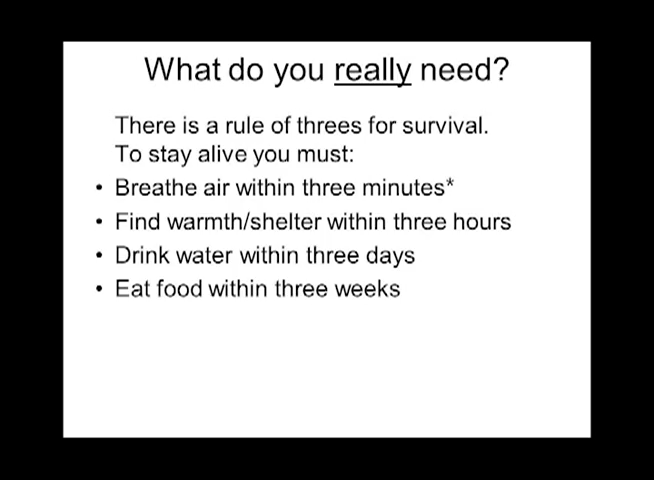 What do you really need?
There is a rule of threes for survival.
To stay alive you must:
• Breathe air within three minutes*
• Find warmth/shelter within three hours
• Drink water within three days
• Eat food within three weeks